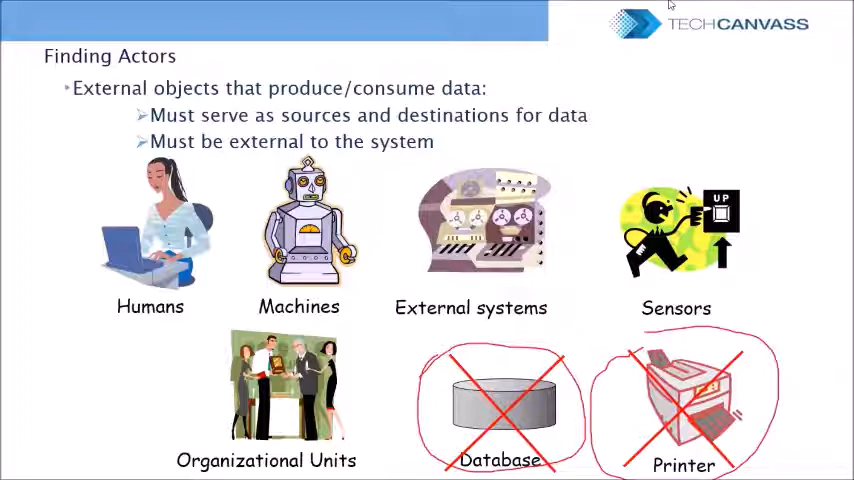 TECHCANVASS
Finding Actors
External objects that produce/consume data:
Must serve as sources and destinations for data
Must be external to the system
UP
Humans
Machines
External systems
Sensors
Organizational Units
Database
Printer